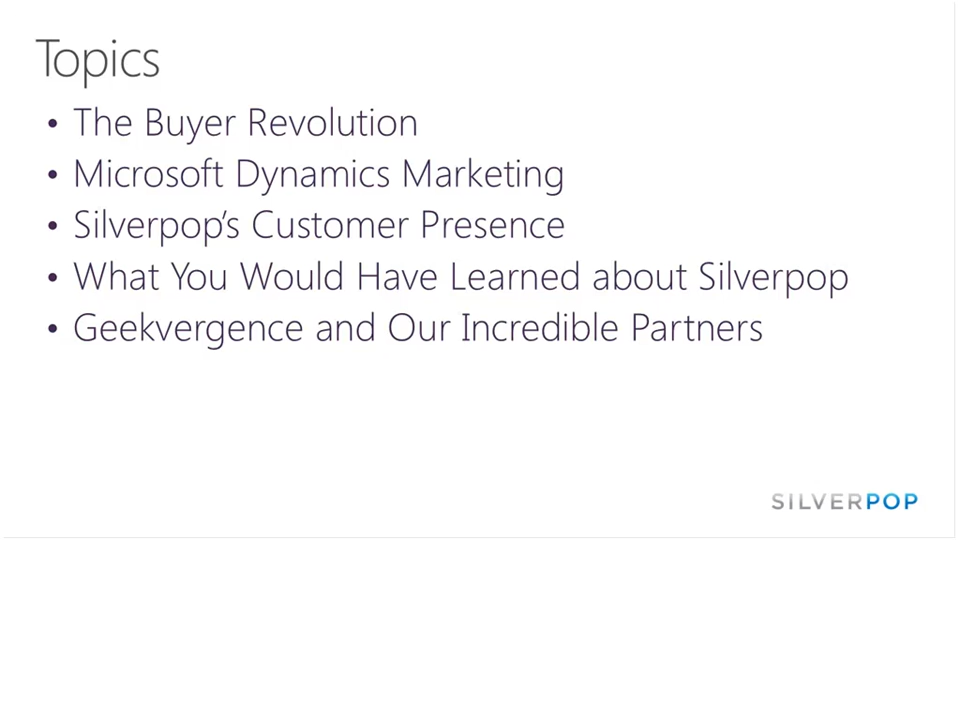 Topics
• The Buyer Revolution
• Microsoft Dynamics Marketing
• Silverpop's Customer Presence
• What You Would Have Learned about Silverpop
• Geekvergence and Our Incredible Partners
SILVERPOP